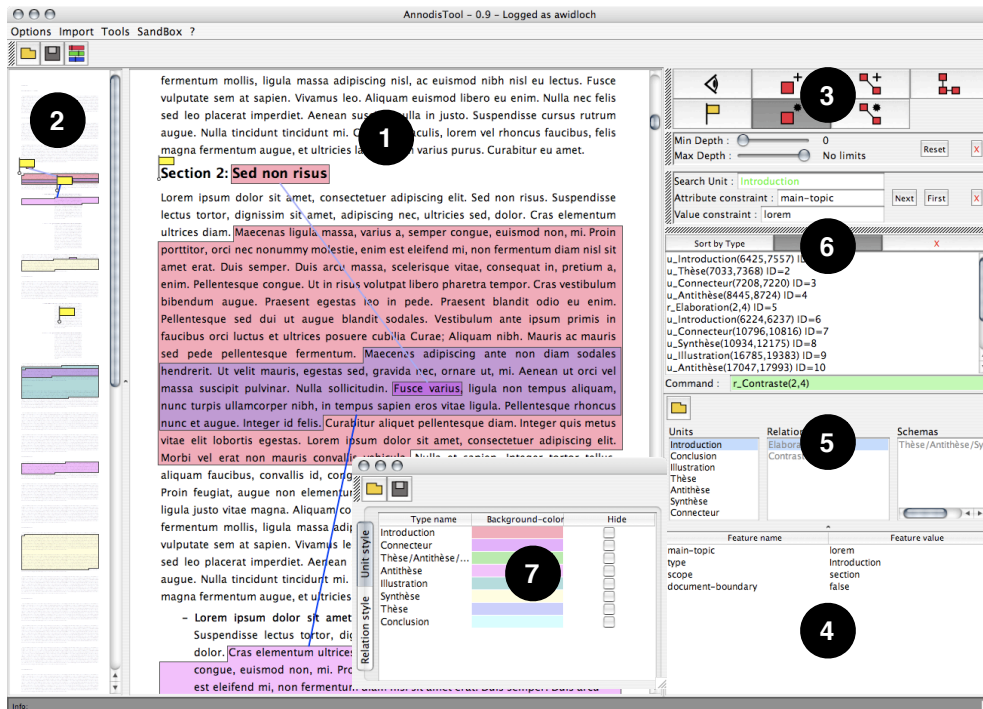 AnnodisTool - 0.9 - Logged as awidloch
Options Import Tools SandBox ?
2
fermentum mollis, ligula massa adipiscing nisl, ac euismod nibh nisl eu lectus. Fusce
vulputate sem at sapien. Vivamus leo. Aliquam euismod libero eu enim. Nulla nec felis
sed leo placerat imperdiet. Aenean in justo. Suspendisse cursus rutrum
augue. Nulla tincidunt tincidunt mi. iaculis, lorem vel rhoncus faucibus, felis
magna fermentum augue, et ultricies varius purus. Curabitur eu amet.
1
Section 2: Sed non risus
Lorem ipsum dolor sit amet, consectetuer adipiscing elit. Sed non risus. Suspendisse
lectus tortor, dignissim sit amet, adipiscing nec, ultricies sed, dolor. Cras elementum
ultrices diam. Maecenas ligula massa, varius a, semper congue, euismod non, mi. Proin
porttitor, orci nec nonummy molestie, enim est eleifend mi, non fermentum diam nisl sit
amet erat. Duis semper. Duis arcu massa, scelerisque vitae, consequat in, pretium a,
enim. Pellentesque congue. Ut in risus volutpat libero pharetra tempor. Cras vestibulum
bibendum augue. Praesent egestas leo in pede. Praesent blandit odio eu enim.
Pellentesque sed dui ut augue blandit sodales. Vestibulum ante ipsum primis in
faucibus orci luctus et ultrices posuere cubilia Curae; Aliquam nibh. Mauris ac mauris
sed pede pellentesque fermentum. Maecenas adipiscing ante non diam sodales
hendrerit. Ut velit mauris, egestas sed, gravida nec, ornare ut, mi. Aenean ut orci vel
massa suscipit pulvinar. Nulla sollicitudin. Fusce varius, ligula non tempus aliquam,
nunc turpis ullamcorper nibh, in tempus sapien eros vitae ligula. Pellentesque rhoncus
nunc et augue. Integer id felis. Curabitur aliquet pellentesque diam. Integer quis metus
vitae elit lobortis egestas. Lorem ipsum dolor sit amet, consectetuer adipiscing elit.
Morbi vel erat non mauris convallis vehicula. Nulla et sapien. Integer tortor tellus,
aliquam faucibus, convallis id, cong
Proin feugiat, augue non elementu
ligula justo vitae magna. Aliquam co
fermentum mollis, ligula massa adip
vulputate sem at sapien. Vivamus le
sed leo placerat imperdiet. Aenean
augue. Nulla tincidunt tincidunt mi.
magna fermentum augue, et ultricies
– Lorem ipsum dolor sit amet
Suspendisse lectus tortor, dig
dolor. Cras elementum ultrices
congue, euismod non, mi. Pro
est eleifend mi, non fermentum diam nisl sit amet erat. Duis semper. Duis arcu
Type name Background-color Hide
Unit style
Relation style
Introduction
Connecteur
Thèse/Antithèse/...
Antithèse
Illustration
Synthèse
Thèse
Conclusion
7
3
Min Depth : 0
Max Depth : No limits
Reset X
Search Unit : Introduction
Attribute constraint : main-topic
Value constraint : lorem
Next First X
Sort by Type X
6
u_Introduction(6425,7557) ID
u_Thèse(7033,7368) ID=2
u_Connecteur(7208,7220) ID=3
u_Antithèse(8445,8724) ID=4
r_Elaboration(2,4) ID=5
u_Introduction(6224,6237) ID=6
u_Connecteur(10796,10816) ID=7
u_Synthèse(10934,12175) ID=8
u_Illustration(16785,19383) ID=9
u_Antithèse(17047,17993) ID=10
Command : r_Contraste(2,4)
Units Relation Schemas
Introduction Elabora Thèse/Antithèse/Sy
Conclusion Contras
Illustration
Thèse
Antithèse
Synthèse
Connecteur
5
Feature name Feature value
main-topic lorem
type Introduction
scope section
document-boundary false
4
Info: